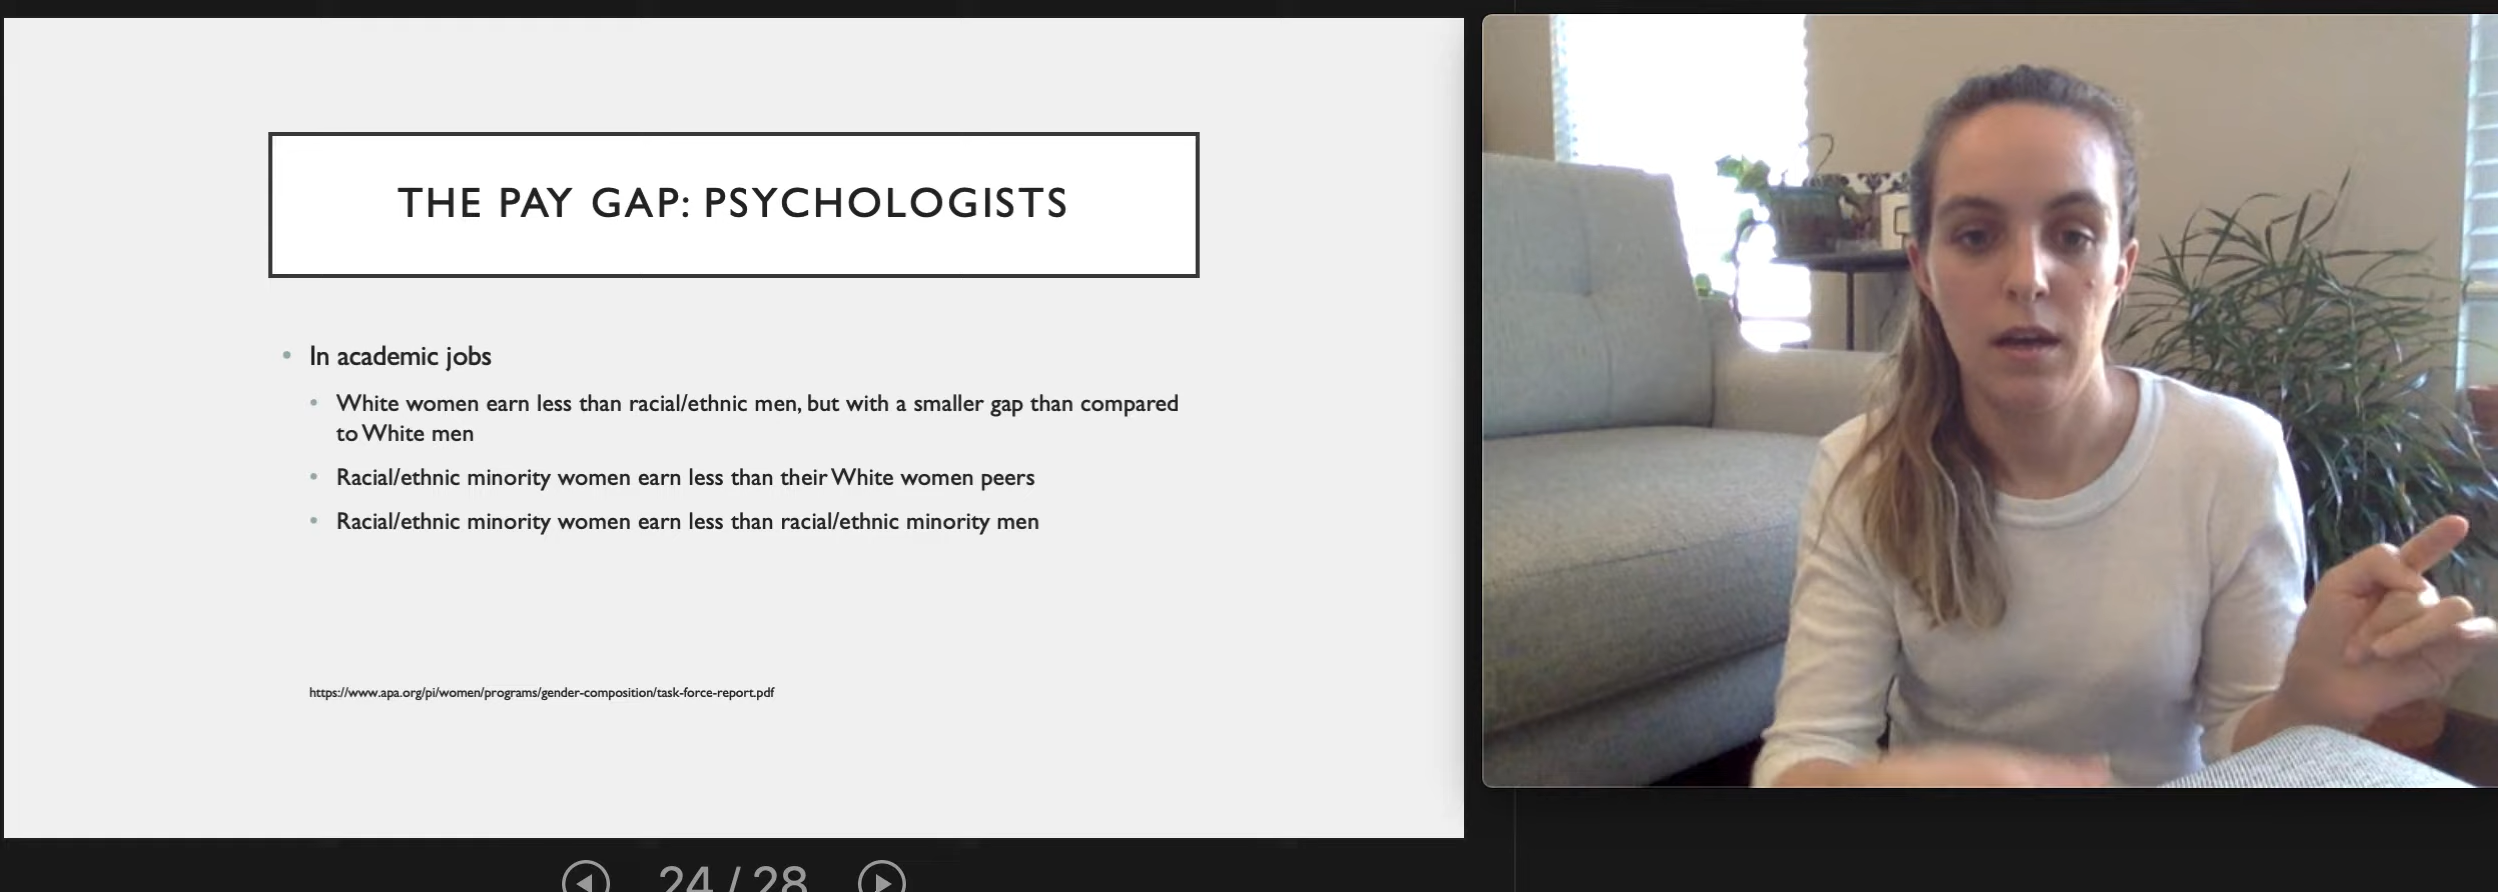 THE PAY GAP: PSYCHOLOGISTS
In academic jobs
White women earn less than racial/ethnic men, but with a smaller gap than compared
to White men
Racial/ethnic minority women earn less than their White women peers
Racial/ethnic minority women earn less than racial/ethnic minority men
https://www.apa.org/pi/women/programs/gender-composition/task-force-report.pdf
24 / 28